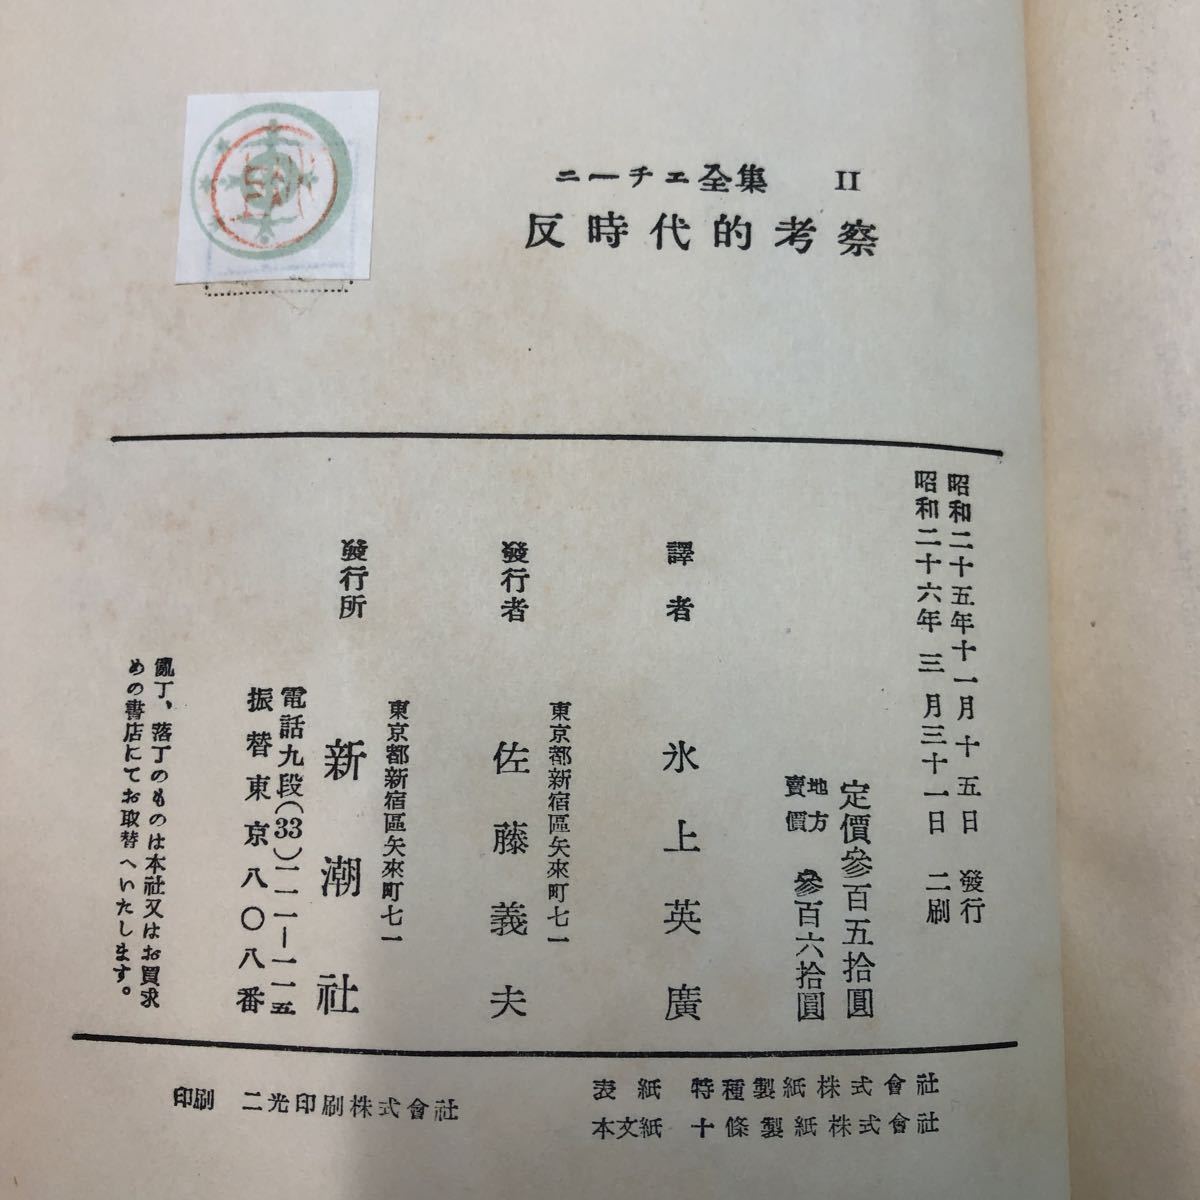 ニーチェ全集 II
反時代的考察
昭和二十五年十一月十五日 發行
昭和二十六年 三月三十一日 二刷
定價參百五拾圓
地方賣價 參百六拾圓
譯者 氷上英廣
東京都新宿區矢來町七一
發行者 佐藤義夫
東京都新宿區矢來町七一
發行所 新潮社
電話九段(33)二一一一―一一五
振替東京八〇八番
亂丁、落丁のものは本社又はお買求
めの書店にてお取替へいたします。
表紙 特種製紙株式會社
本文紙 十條製紙株式會社
印刷 二光印刷株式會社